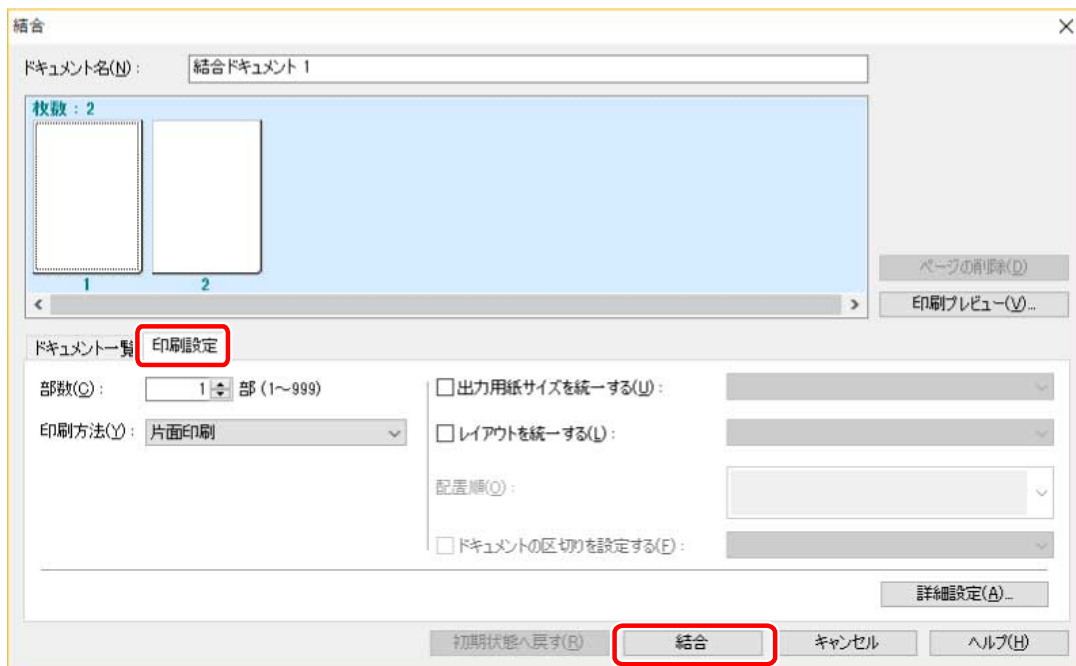 結合
ドキュメント名(N): 結合ドキュメント 1
枚数 : 2
1 2
ページの削除(D)
印刷プレビュー(V)...
ドキュメント一覧 印刷設定
部数(C): 1 部 (1～999)
出力用紙サイズを統一する(U):
印刷方法(Y): 片面印刷
レイアウトを統一する(L):
配置順(O):
ドキュメントの区切りを設定する(F):
詳細設定(A)...
初期状態へ戻す(R) 結合 キャンセル ヘルプ(H)